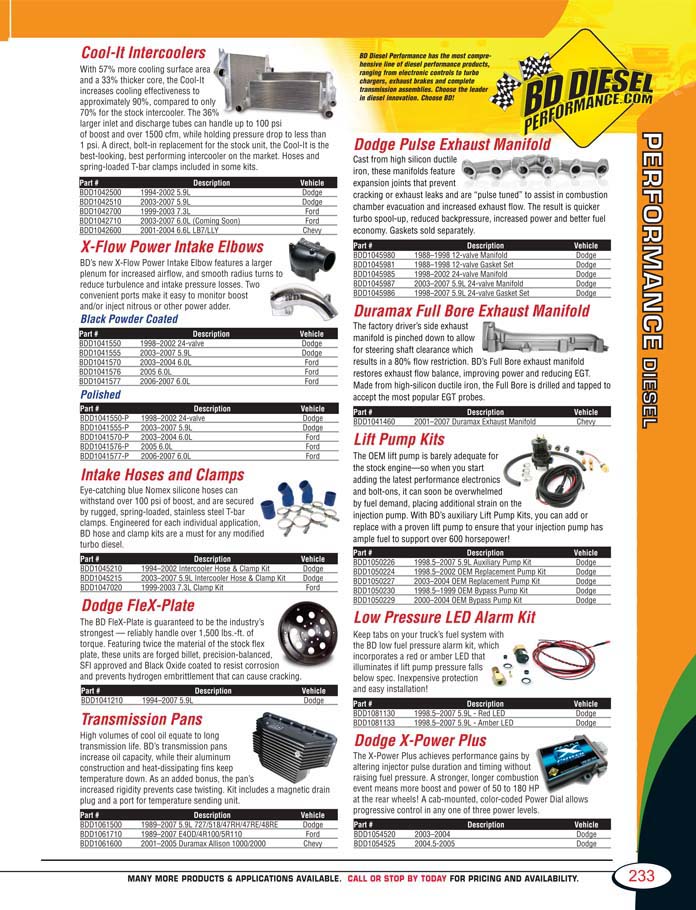 Cool-It Intercoolers
With 57% more cooling surface area
and a 33% thicker core, the Cool-It
increases cooling effectiveness to
approximately 90%, compared to only
70% for the stock intercooler. The 36%
larger inlet and discharge tubes can handle up to 100 psi
of boost and over 1500 cfm, while holding pressure drop to less than
1 psi. A direct, bolt-in replacement for the stock unit, the Cool-It is the
best-looking, best performing intercooler on the market. Hoses and
spring-loaded T-bar clamps included in some kits.
Part # Description Vehicle
BDD1042500 1994-2002 5.9L Dodge
BDD1042510 2003-2007 5.9L Dodge
BDD1042700 1999-2003 7.3L Ford
BDD1042710 2003-2007 6.0L (Coming Soon) Ford
BDD1042600 2001-2004 6.6L LB7/LLY Chevy
X-Flow Power Intake Elbows
BD's new X-Flow Power Intake Elbow features a larger
plenum for increased airflow, and smooth radius turns to
reduce turbulence and intake pressure losses. Two
convenient ports make it easy to monitor boost
and/or inject nitrous or other power adder.
Black Powder Coated
Part # Description Vehicle
BDD1041550 1998–2002 24-valve Dodge
BDD1041555 2003–2007 5.9L Dodge
BDD1041570 2003–2004 6.0L Ford
BDD1041576 2005 6.0L Ford
BDD1041577 2006-2007 6.0L Ford
Polished
Part # Description Vehicle
BDD1041550-P 1998–2002 24-valve Dodge
BDD1041555-P 2003–2007 5.9L Dodge
BDD1041570-P 2003–2004 6.0L Ford
BDD1041576-P 2005 6.0L Ford
BDD1041577-P 2006-2007 6.0L Ford
Intake Hoses and Clamps
Eye-catching blue Nomex silicone hoses can
withstand over 100 psi of boost, and are secured
by rugged, spring-loaded, stainless steel T-bar
clamps. Engineered for each individual application,
BD hose and clamp kits are a must for any modified
turbo diesel.
Part # Description Vehicle
BDD1045210 1994–2002 Intercooler Hose & Clamp Kit Dodge
BDD1045215 2003–2007 5.9L Intercooler Hose & Clamp Kit Dodge
BDD1047020 1999-2003 7.3L Clamp Kit Ford
Dodge FleX-Plate
The BD FleX-Plate is guaranteed to be the industry's
strongest — reliably handle over 1,500 lbs.-ft. of
torque. Featuring twice the material of the stock flex
plate, these units are forged billet, precision-balanced,
SFI approved and Black Oxide coated to resist corrosion
and prevents hydrogen embrittlement that can cause cracking.
Part # Description Vehicle
BDD1041210 1994–2007 5.9L Dodge
Transmission Pans
High volumes of cool oil equate to long
transmission life. BD's transmission pans
increase oil capacity, while their aluminum
construction and heat-dissipating fins keep
temperature down. As an added bonus, the pan's
increased rigidity prevents case twisting. Kit includes a magnetic drain
plug and a port for temperature sending unit.
Part # Description Vehicle
BDD1061500 1989–2007 5.9L 727/518/47RH/47RE/48RE Dodge
BDD1061710 1989–2007 E4OD/4R100/5R110 Ford
BDD1061600 2001–2005 Duramax Allison 1000/2000 Chevy
BD Diesel Performance has the most compre-
hensive line of diesel performance products,
ranging from electronic controls to turbo
chargers, exhaust brakes and complete
transmission assemblies. Choose the leader
in diesel innovation. Choose BD!
BD DIESEL
PERFORMANCE.COM
Dodge Pulse Exhaust Manifold
Cast from high silicon ductile
iron, these manifolds feature
expansion joints that prevent
cracking or exhaust leaks and are "pulse tuned" to assist in combustion
chamber evacuation and increased exhaust flow. The result is quicker
turbo spool-up, reduced backpressure, increased power and better fuel
economy. Gaskets sold separately.
Part # Description Vehicle
BDD1045980 1988–1998 12-valve Manifold Dodge
BDD1045981 1988–1998 12-valve Gasket Set Dodge
BDD1045985 1998–2002 24-valve Manifold Dodge
BDD1045987 2003–2007 5.9L 24-valve Manifold Dodge
BDD1045986 1998–2007 5.9L 24-valve Gasket Set Dodge
Duramax Full Bore Exhaust Manifold
The factory driver's side exhaust
manifold is pinched down to allow
for steering shaft clearance which
results in a 80% flow restriction. BD's Full Bore exhaust manifold
restores exhaust flow balance, improving power and reducing EGT.
Made from high-silicon ductile iron, the Full Bore is drilled and tapped to
accept the most popular EGT probes.
Part # Description Vehicle
BDD1041460 2001–2007 Duramax Exhaust Manifold Chevy
Lift Pump Kits
The OEM lift pump is barely adequate for
the stock engine—so when you start
adding the latest performance electronics
and bolt-ons, it can soon be overwhelmed
by fuel demand, placing additional strain on the
injection pump. With BD's auxiliary Lift Pump Kits, you can add or
replace with a proven lift pump to ensure that your injection pump has
ample fuel to support over 600 horsepower!
Part # Description Vehicle
BDD1050226 1998.5–2007 5.9L Auxiliary Pump Kit Dodge
BDD1050224 1998.5–2002 OEM Replacement Pump Kit Dodge
BDD1050227 2003–2004 OEM Replacement Pump Kit Dodge
BDD1050230 1998.5–1999 OEM Bypass Pump Kit Dodge
BDD1050229 2000–2004 OEM Bypass Pump Kit Dodge
Low Pressure LED Alarm Kit
Keep tabs on your truck's fuel system with
the BD low fuel pressure alarm kit, which
incorporates a red or amber LED that
illuminates if lift pump pressure falls
below spec. Inexpensive protection
and easy installation!
Part # Description Vehicle
BDD1081130 1998.5–2007 5.9L - Red LED Dodge
BDD1081133 1998.5–2007 5.9L - Amber LED Dodge
Dodge X-Power Plus
The X-Power Plus achieves performance gains by
altering injector pulse duration and timing without
raising fuel pressure. A stronger, longer combustion
event means more boost and power of 50 to 180 HP
at the rear wheels! A cab-mounted, color-coded Power Dial allows
progressive control in any one of three power levels.
Part # Description Vehicle
BDD1054520 2003–2004 Dodge
BDD1054525 2004.5-2005 Dodge
PERFORMANCE DIESEL
MANY MORE PRODUCTS & APPLICATIONS AVAILABLE. CALL OR STOP BY TODAY FOR PRICING AND AVAILABILITY.
233